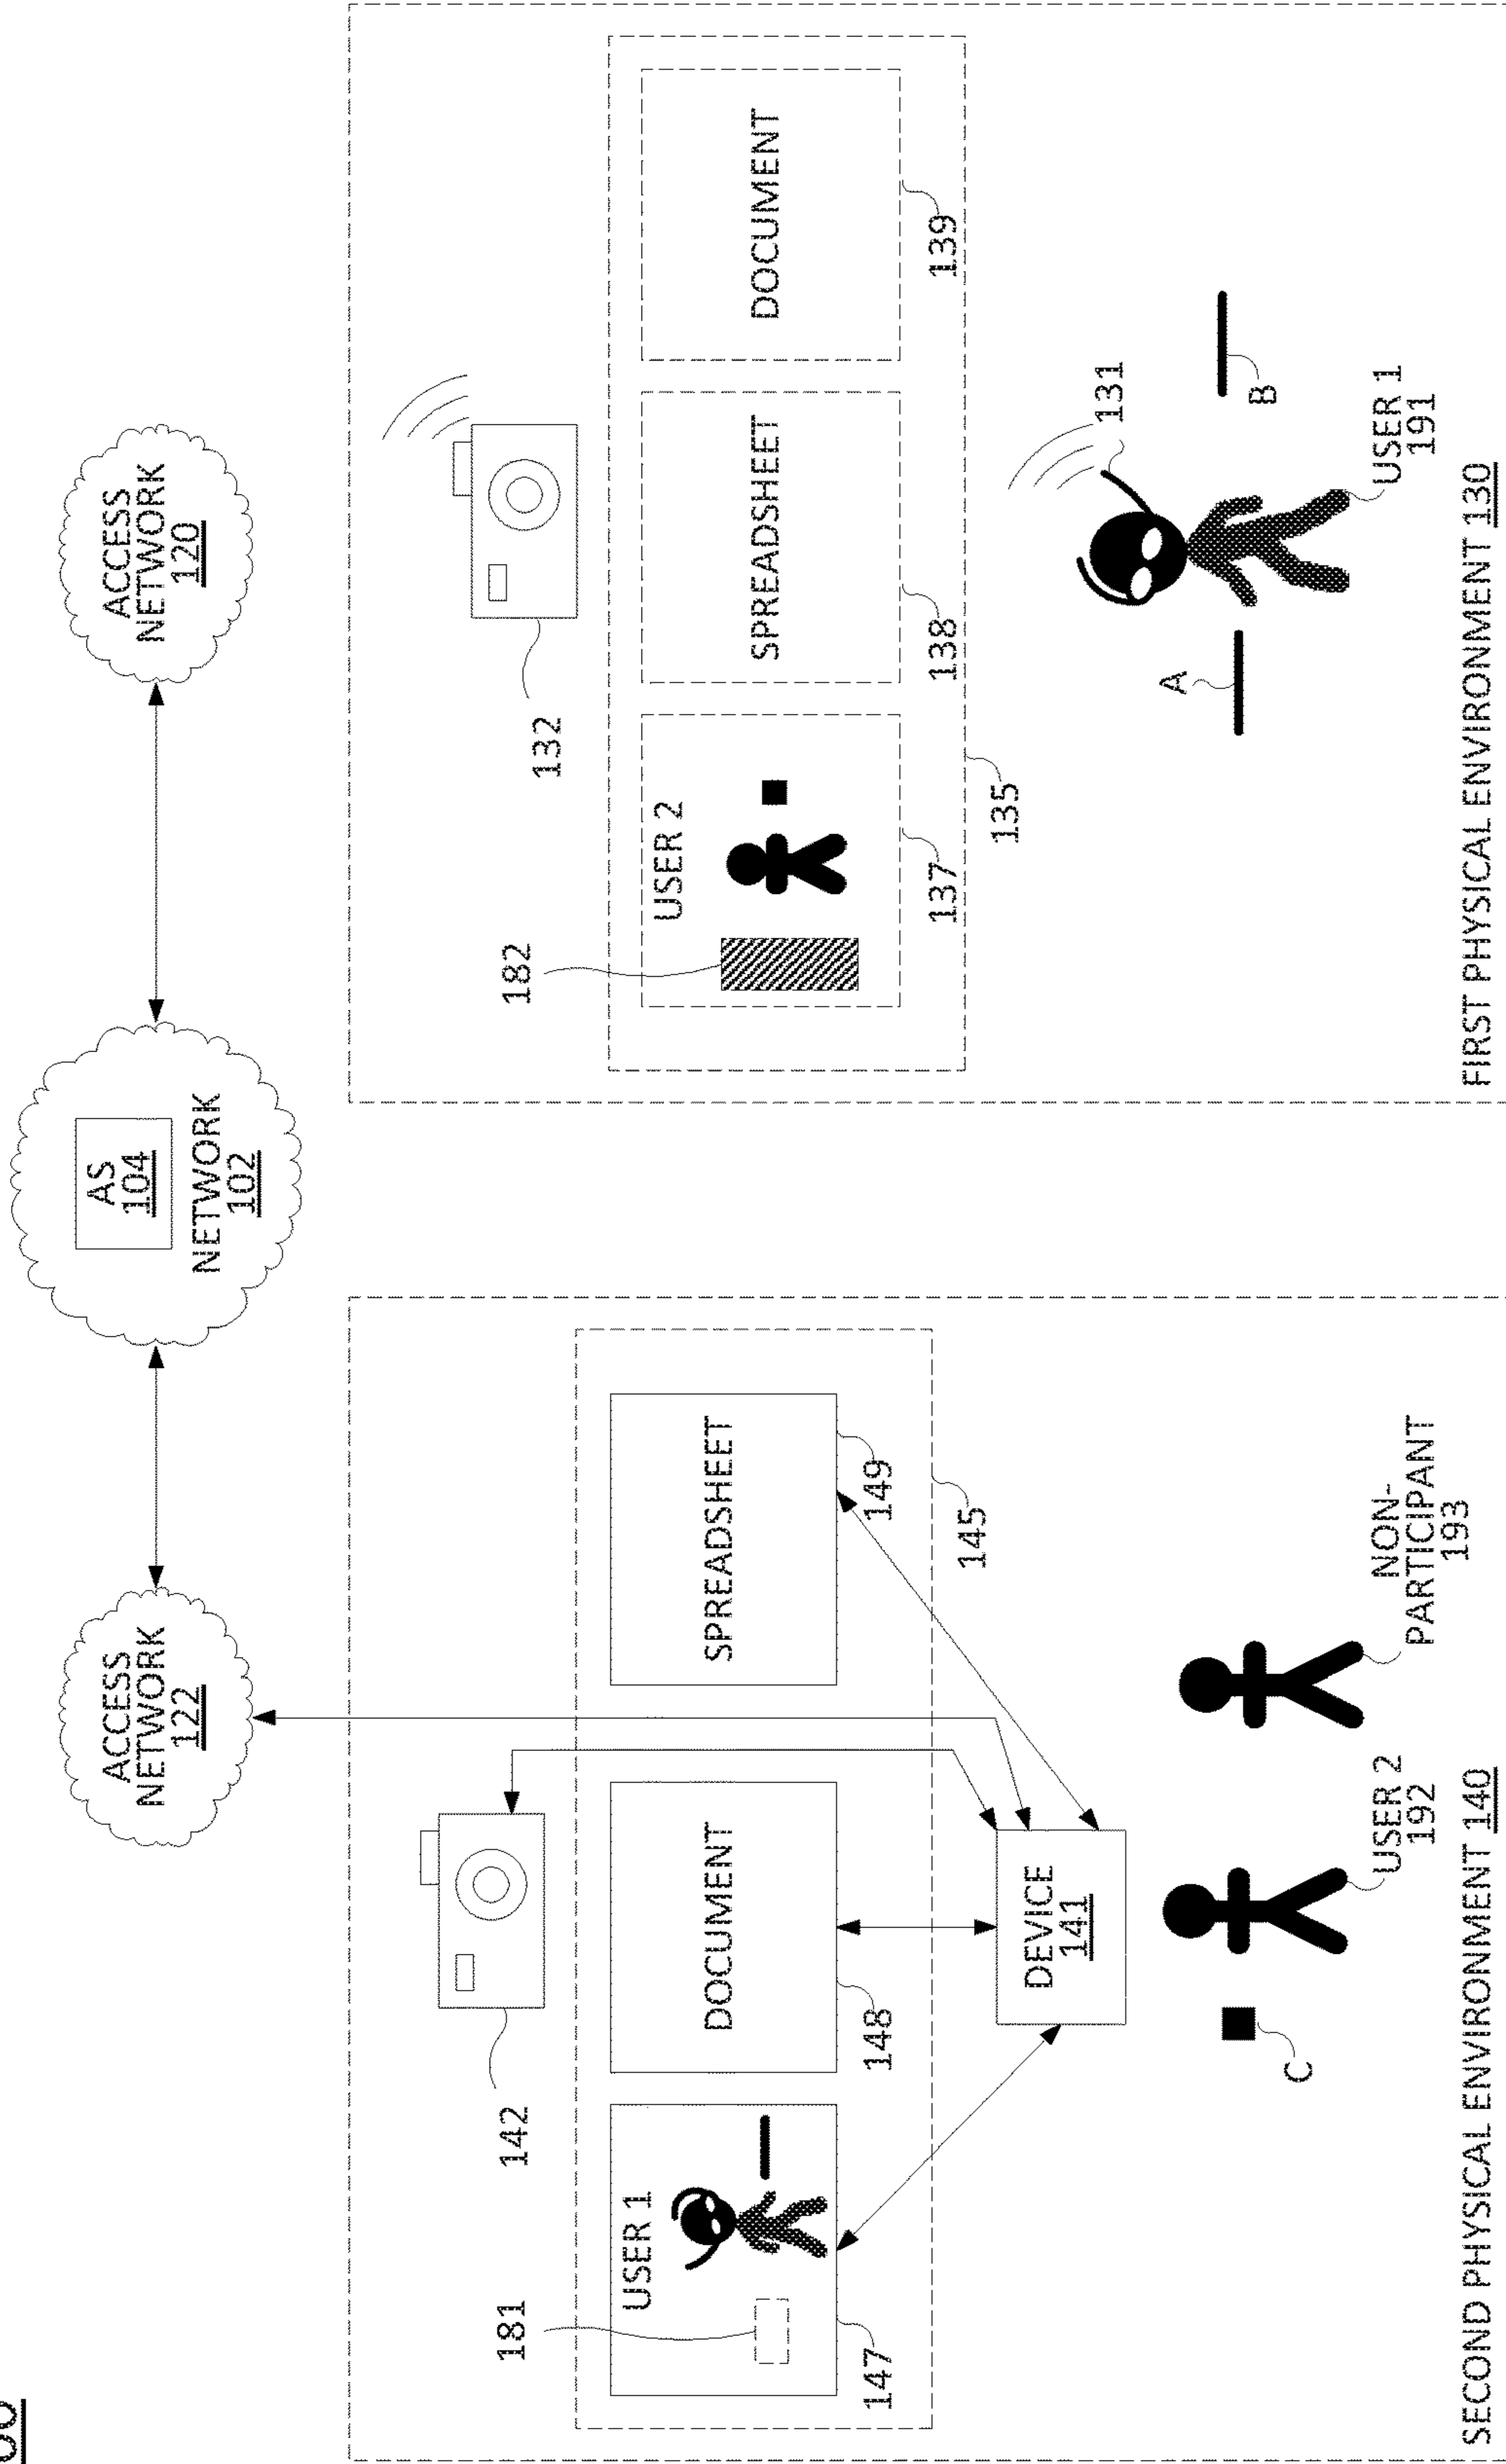 ACCESS
NETWORK
122
AS
104
NETWORK
102
ACCESS
NETWORK
120
142
181
USER 1
147
DOCUMENT
148
SPREADSHEET
149
145
DEVICE
141
C
USER 2
192
NON-
PARTICIPANT
193
SECOND PHYSICAL ENVIRONMENT 140
132
182
USER 2
137
SPREADSHEET
138
DOCUMENT
139
135
131
A
B
USER 1
191
FIRST PHYSICAL ENVIRONMENT 130